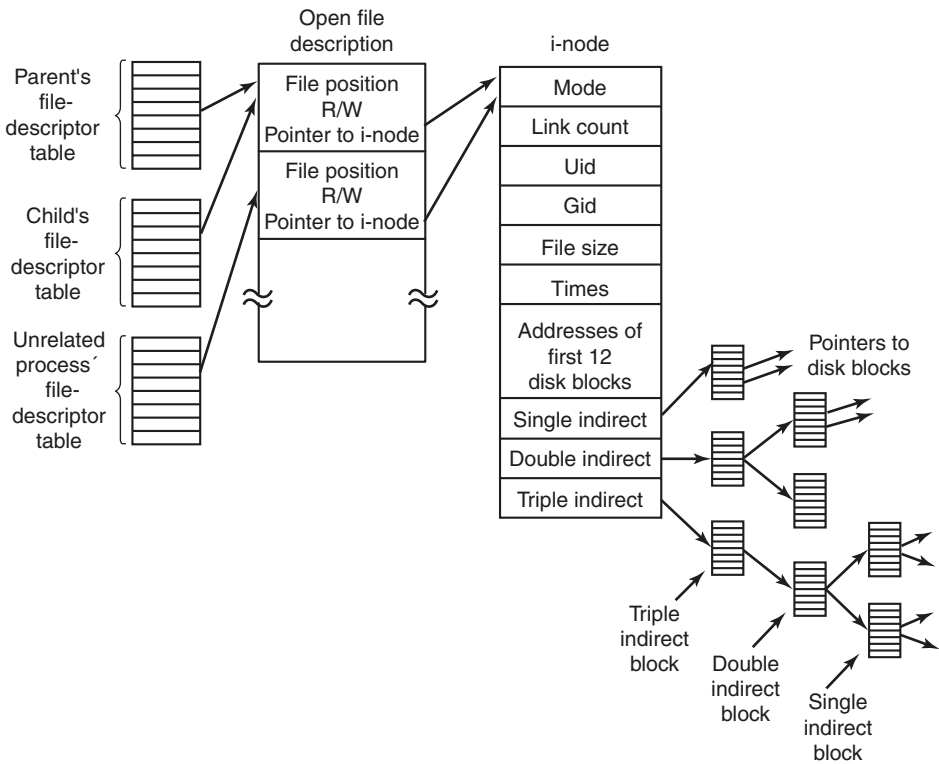 Parent's
file-
descriptor
table
Child's
file-
descriptor
table
Unrelated
process´
file-
descriptor
table
Open file
description
File position
R/W
Pointer to i-node
File position
R/W
Pointer to i-node
i-node
Mode
Link count
Uid
Gid
File size
Times
Addresses of
first 12
disk blocks
Single indirect
Double indirect
Triple indirect
Pointers to
disk blocks
Triple
indirect
block
Double
indirect
block
Single
indirect
block